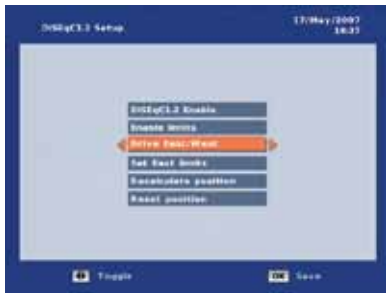 DiSEqC1.2 Setup
17/May/2007
18:37
DiSEqC1.2 Enable
Enable limits
Drive East/West
Set East limits
Recalculate position
Reset position
Toggle
OK Save